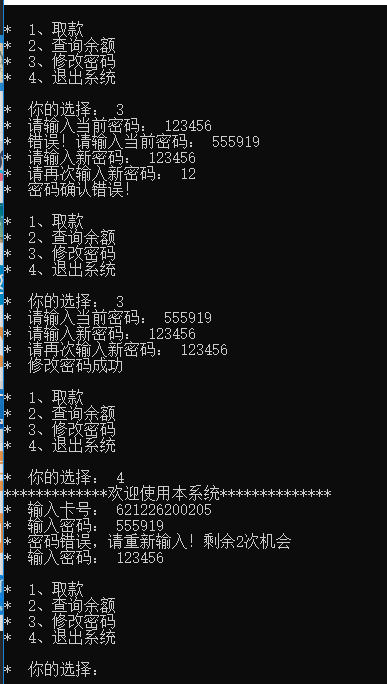 * 1、取款
* 2、查询余额
* 3、修改密码
* 4、退出系统
* 你的选择： 3
* 请输入当前密码： 123456
* 错误！请输入当前密码： 555919
* 请输入新密码： 123456
* 请再次输入新密码： 12
* 密码确认错误！
* 1、取款
* 2、查询余额
* 3、修改密码
* 4、退出系统
* 你的选择： 3
* 请输入当前密码： 555919
* 请输入新密码： 123456
* 请再次输入新密码： 123456
* 修改密码成功
* 1、取款
* 2、查询余额
* 3、修改密码
* 4、退出系统
* 你的选择： 4
*************欢迎使用本系统**************
* 输入卡号： 621226200205
* 输入密码： 555919
* 密码错误，请重新输入！剩余2次机会
* 输入密码： 123456
* 1、取款
* 2、查询余额
* 3、修改密码
* 4、退出系统
* 你的选择：